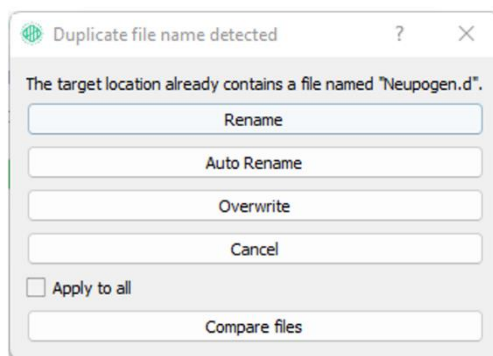 Duplicate file name detected
?
The target location already contains a file named "Neupogen.d".
Rename
Auto Rename
Overwrite
Cancel
Apply to all
Compare files